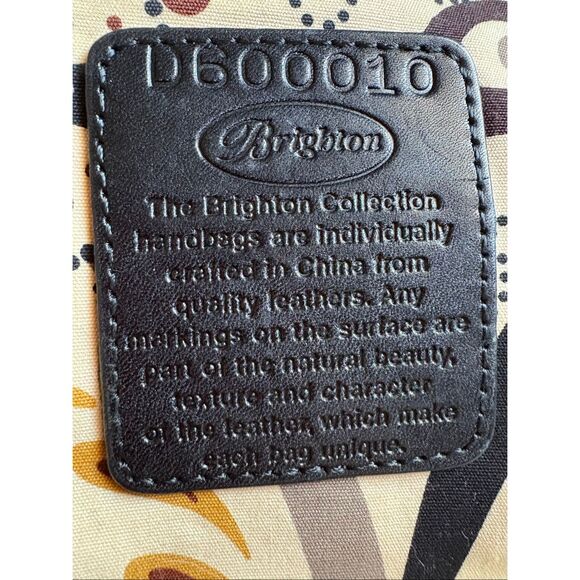 D600010
Brighton
The Brighton Collection
handbags are individually
crafted in China from
quality leathers. Any
markings on the surface are
part of the natural beauty,
texture and character
of the leather, which make
each bag unique.